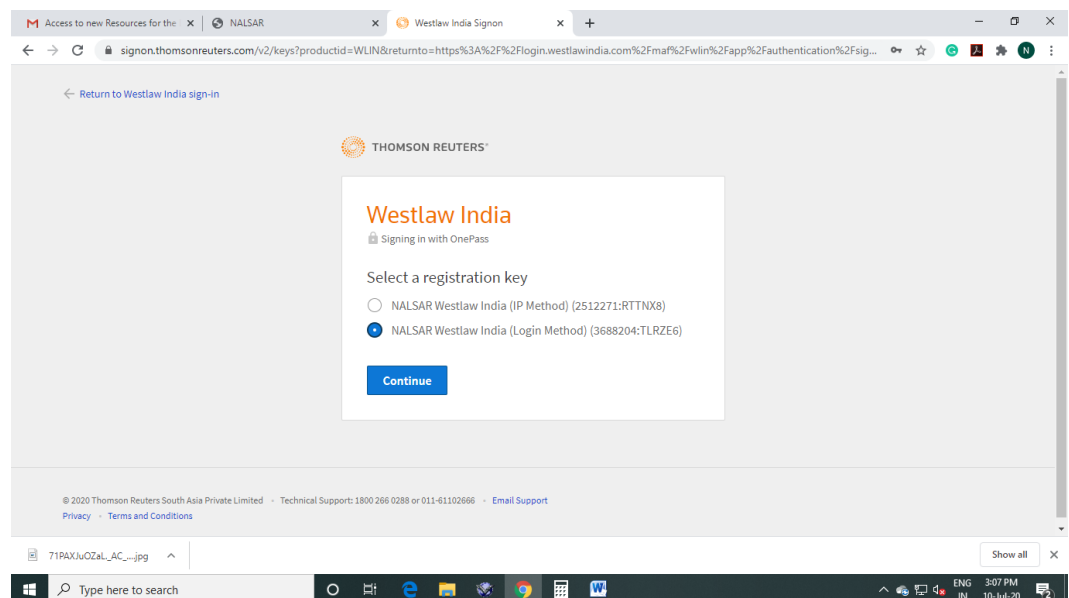 Access to new Resources for the
NALSAR
Westlaw India Signon
signon.thomsonreuters.com/v2/keys?productid=WLIN&returnto=https%3A%2F%2Flogin.westlawindia.com%2Fmaf%2Fwlin%2Fapp%2Fauthentication%2Fsig...
N
Return to Westlaw India sign-in
THOMSON REUTERS®
Westlaw India
Signing in with OnePass
Select a registration key
NALSAR Westlaw India (IP Method) (2512271:RTTNX8)
NALSAR Westlaw India (Login Method) (3688204:TLRZE6)
Continue
© 2020 Thomson Reuters South Asia Private Limited • Technical Support: 1800 266 0288 or 011-61102666 • Email Support
Privacy • Terms and Conditions
71PAXJuOZaL._AC_....jpg
Show all
Type here to search
ENG
IN
3:07 PM
10-Jul-20
2